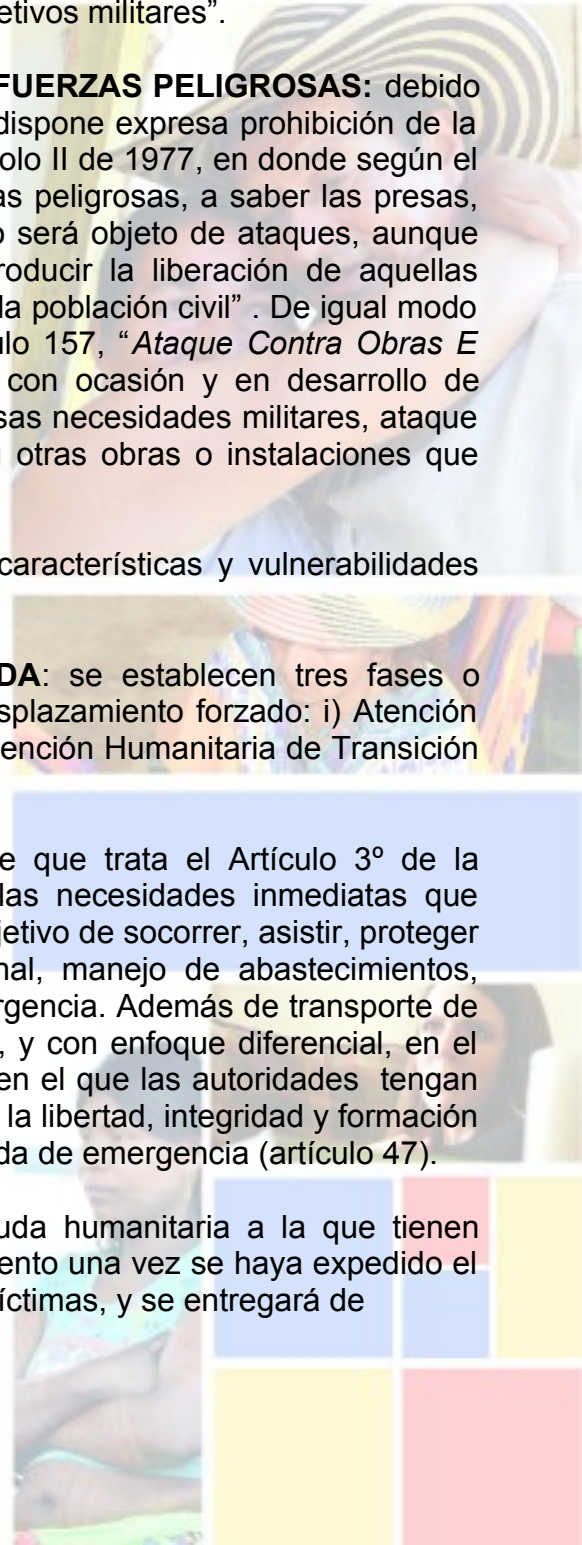 etivos militares”.
FUERZAS PELIGROSAS: debido
dispone expresa prohibición de la
olo II de 1977, en donde según el
as peligrosas, a saber las presas,
o será objeto de ataques, aunque
roducir la liberación de aquellas
la población civil” . De igual modo
ulo 157, “Ataque Contra Obras E
con ocasión y en desarrollo de
sas necesidades militares, ataque
u otras obras o instalaciones que
características y vulnerabilidades
DA: se establecen tres fases o
splazamiento forzado: i) Atención
ención Humanitaria de Transición
e que trata el Artículo 3º de la
las necesidades inmediatas que
jetivo de socorrer, asistir, proteger
nal, manejo de abastecimientos,
rgencia. Además de transporte de
, y con enfoque diferencial, en el
en el que las autoridades tengan
la libertad, integridad y formación
da de emergencia (artículo 47).
uda humanitaria a la que tienen
ento una vez se haya expedido el
íctimas, y se entregará de